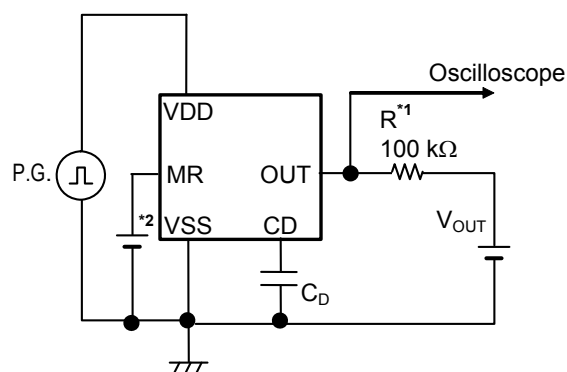 Oscilloscope
VDD
R*1
100 kΩ
P.G.
MR
OUT
*2
VSS
CD
VOUT
CD